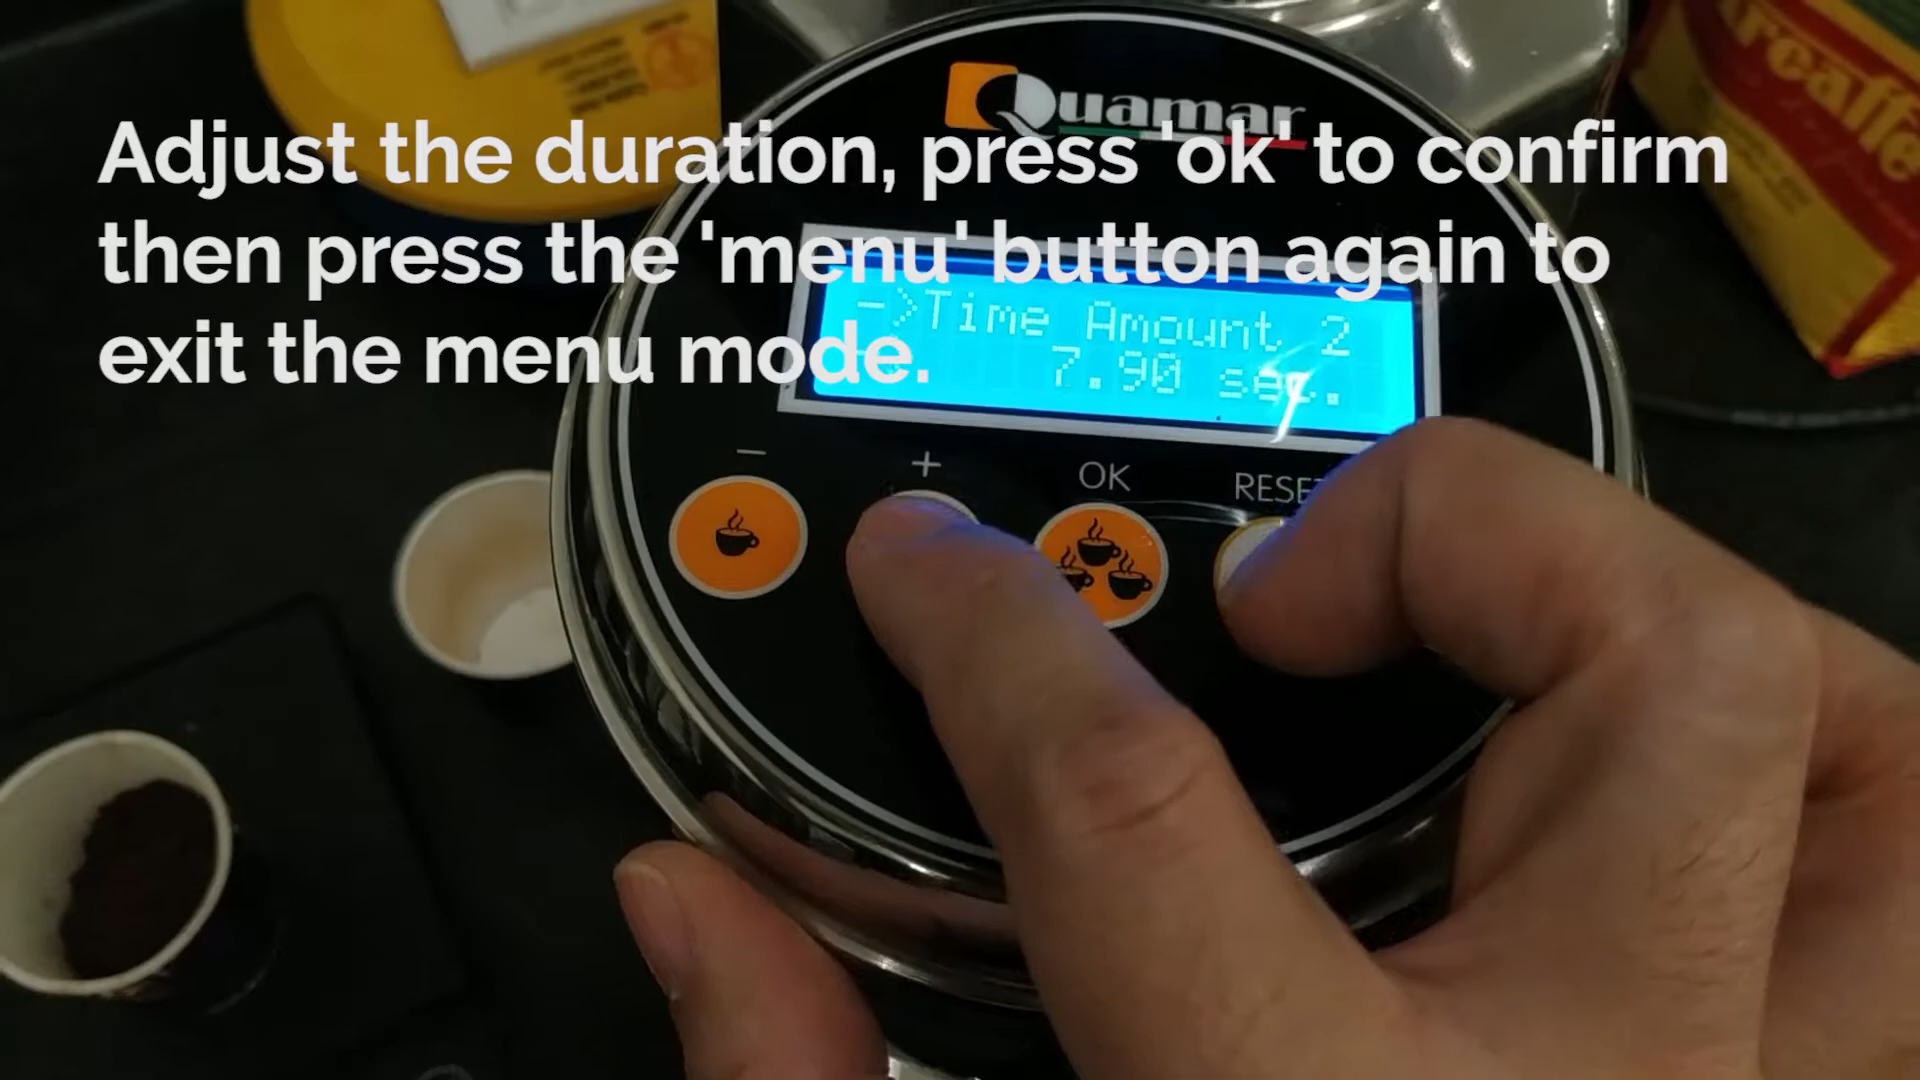 Quamar
Adjust the duration, press 'ok' to confirm
then press the 'menu' button again to
exit the menu mode.
->Time Amount 2
7.90 sec.
- + OK RESET
rcaffe